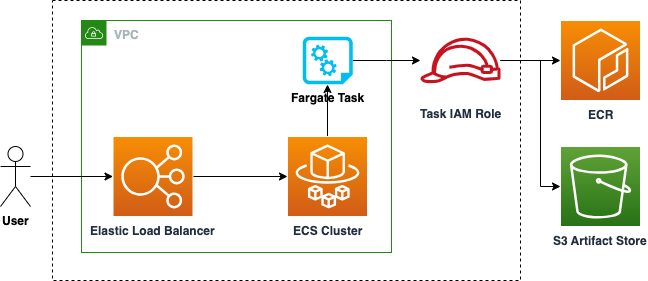 VPC
Fargate Task
Task IAM Role
ECR
User
Elastic Load Balancer
ECS Cluster
S3 Artifact Store